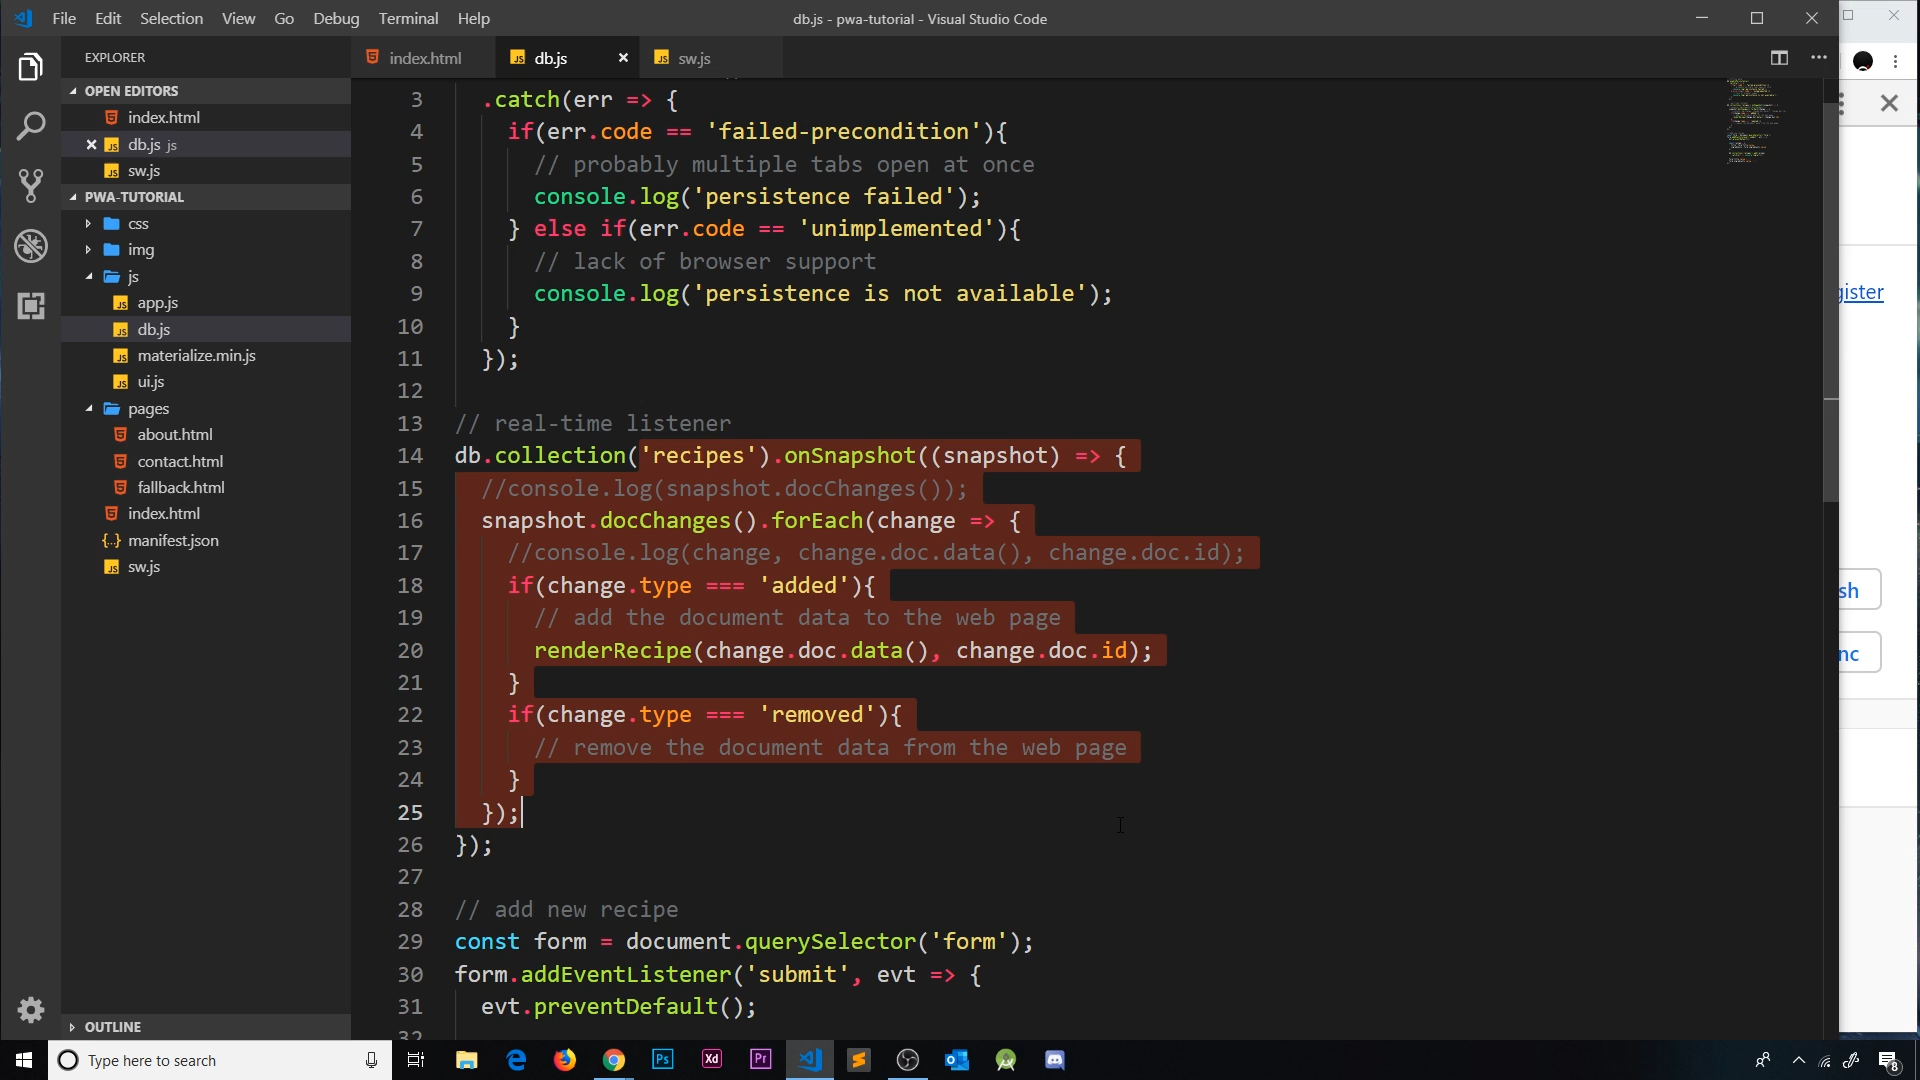 File Edit Selection View Go Debug Terminal Help
db.js - pwa-tutorial - Visual Studio Code
EXPLORER
OPEN EDITORS
index.html
db.js js
sw.js
PWA-TUTORIAL
css
img
js
app.js
db.js
materialize.min.js
ui.js
pages
about.html
contact.html
fallback.html
index.html
manifest.json
sw.js
OUTLINE
index.html db.js sw.js
3 .catch(err => {
4 if(err.code == 'failed-precondition'){
5 // probably multiple tabs open at once
6 console.log('persistence failed');
7 } else if(err.code == 'unimplemented'){
8 // lack of browser support
9 console.log('persistence is not available');
10 }
11 });
12
13 // real-time listener
14 db.collection('recipes').onSnapshot((snapshot) => {
15 //console.log(snapshot.docChanges());
16 snapshot.docChanges().forEach(change => {
17 //console.log(change, change.doc.data(), change.doc.id);
18 if(change.type === 'added'){
19 // add the document data to the web page
20 renderRecipe(change.doc.data(), change.doc.id);
21 }
22 if(change.type === 'removed'){
23 // remove the document data from the web page
24 }
25 });
26 });
27
28 // add new recipe
29 const form = document.querySelector('form');
30 form.addEventListener('submit', evt => {
31 evt.preventDefault();
32
gister
sh
nc
Type here to search
Ps
Xd
Pr
8